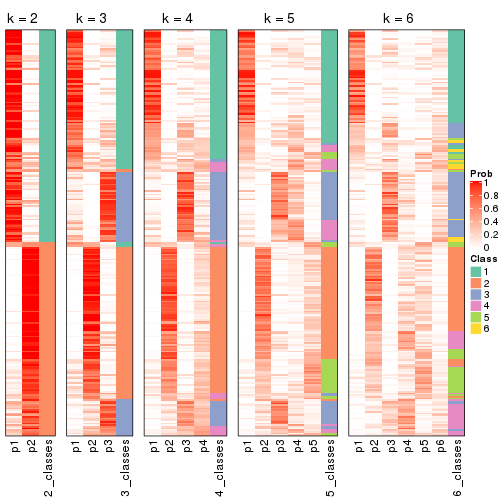 k = 2
k = 3
k = 4
k = 5
k = 6
Prob
1
0.8
0.6
0.4
0.2
0
Class
1
2
3
4
5
6
p1
p2
2_classes
p1
p2
p3
3_classes
p1
p2
p3
p4
4_classes
p1
p2
p3
p4
p5
5_classes
p1
p2
p3
p4
p5
p6
6_classes